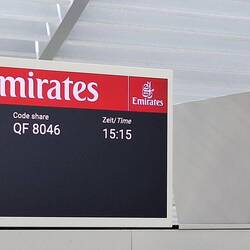 mirates
Emirates
Code share
Zeit/Time
QF 8046
15:15